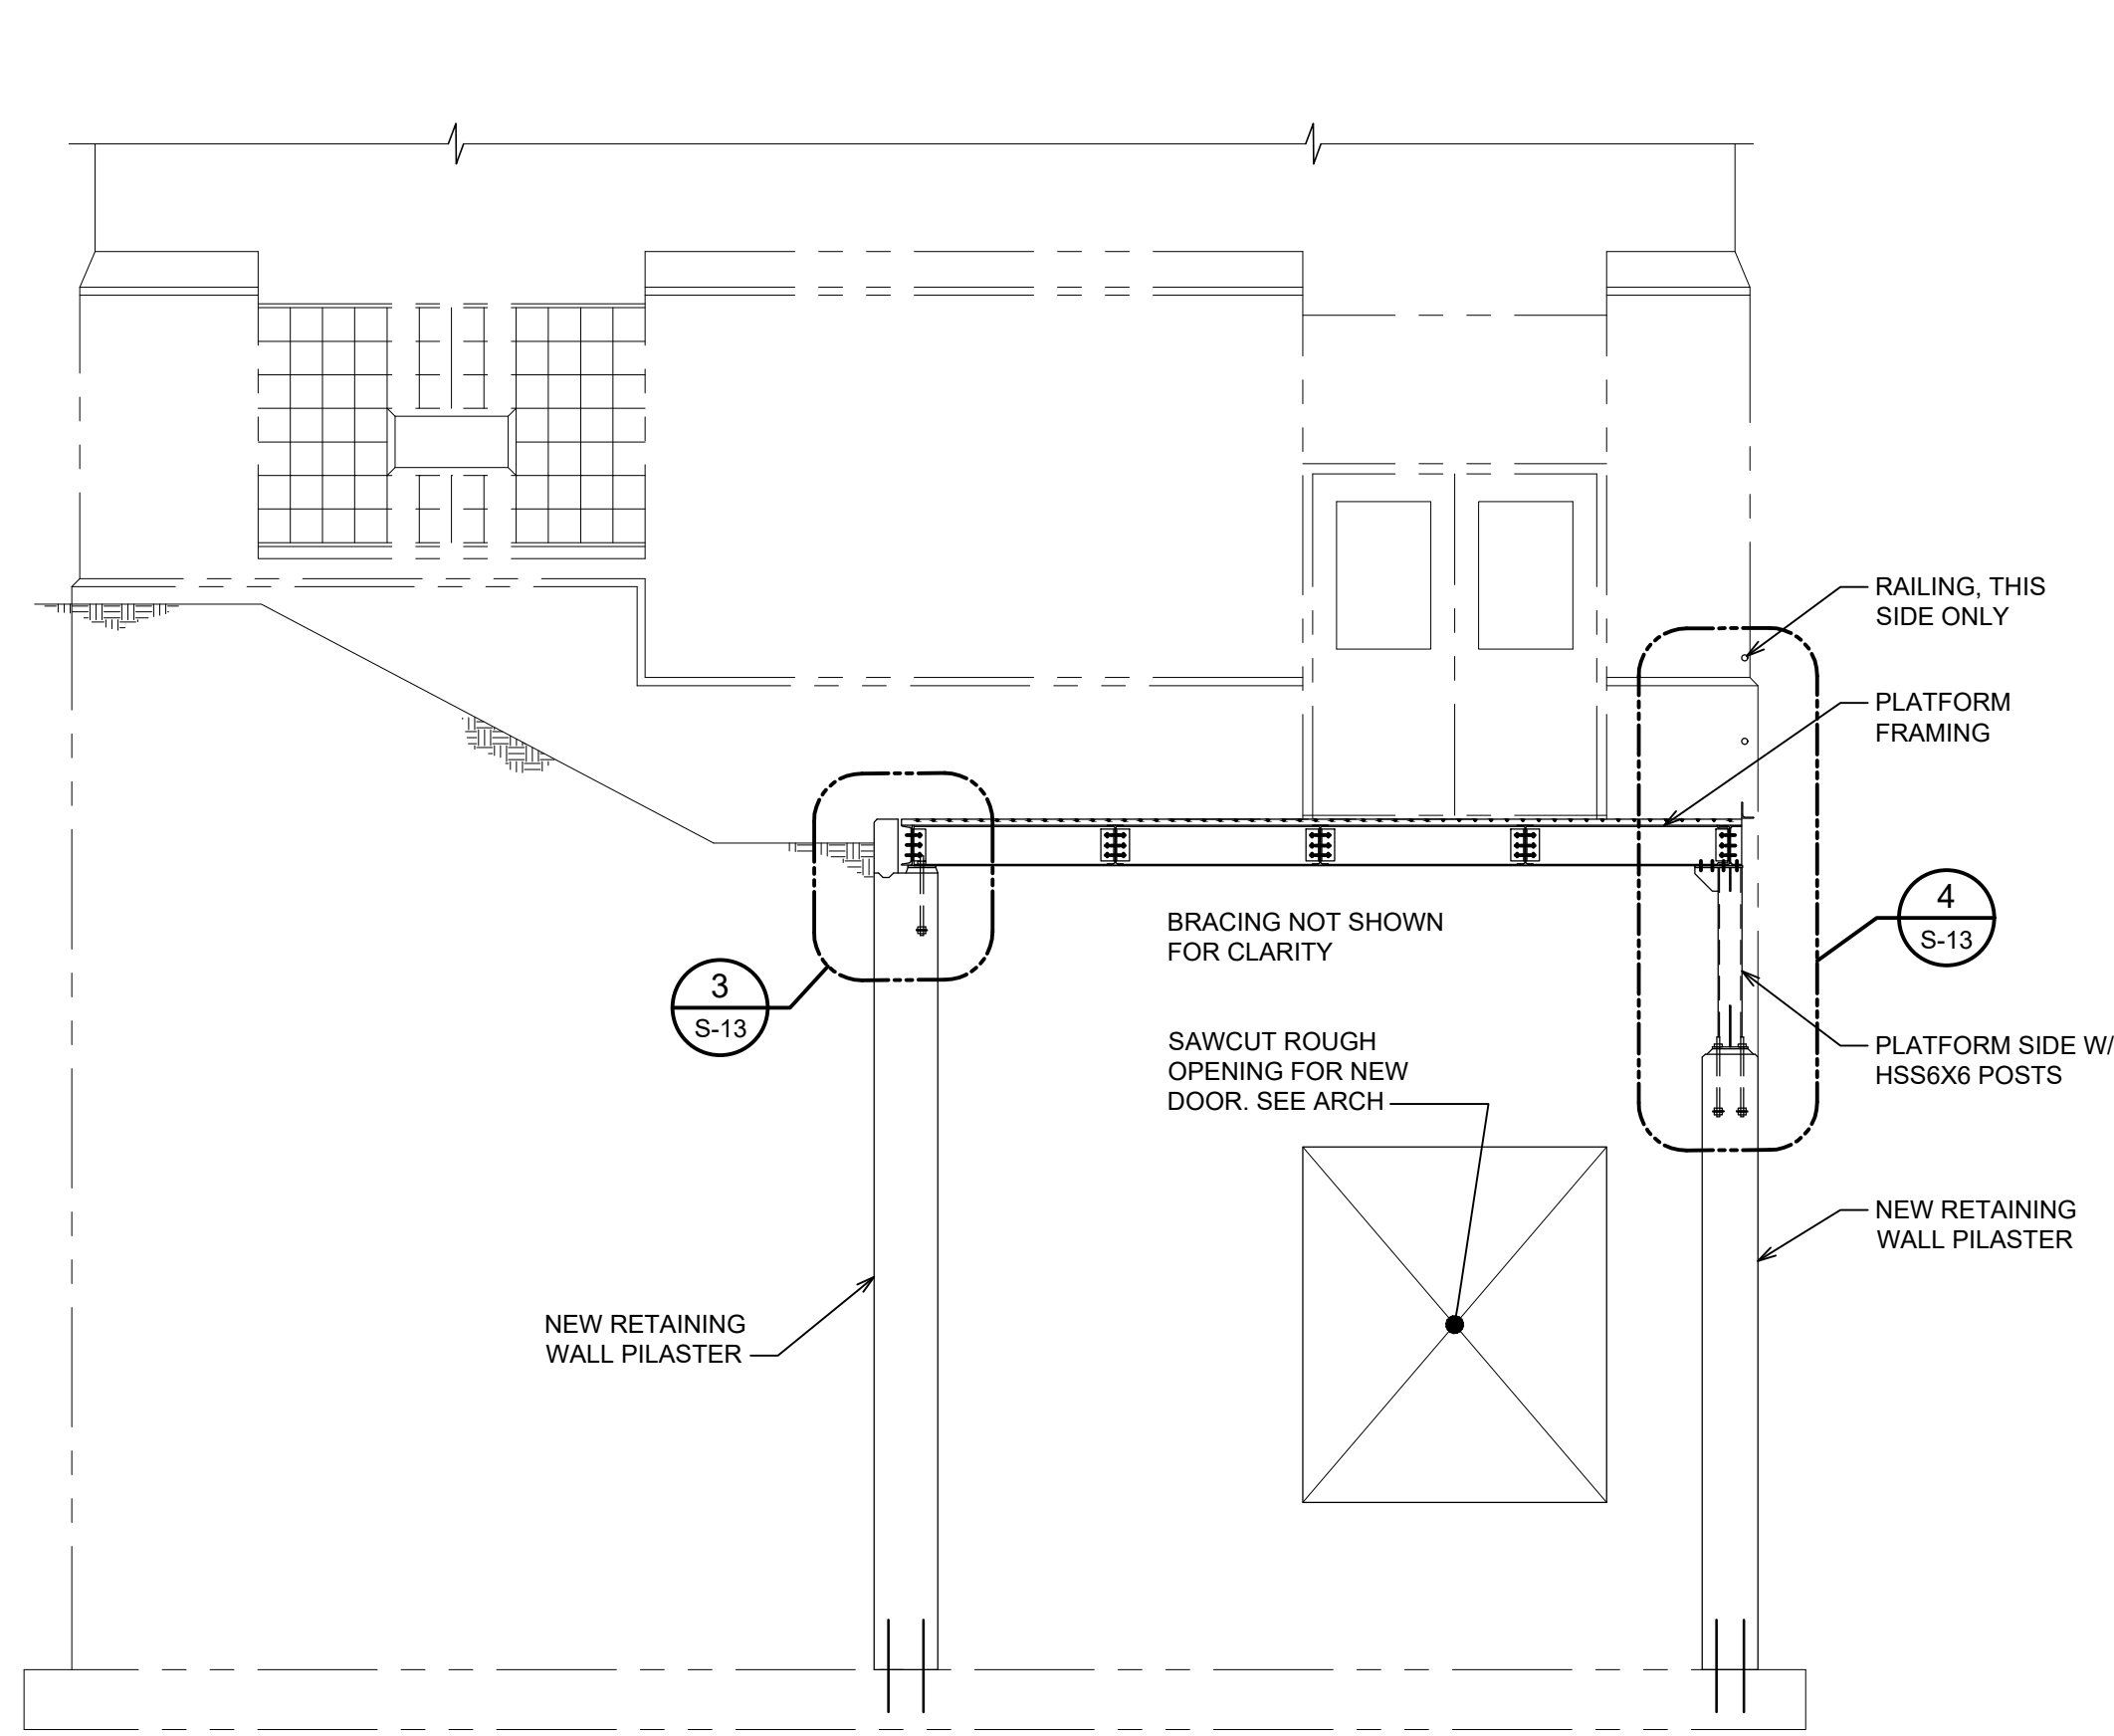 RAILING, THIS
SIDE ONLY
PLATFORM
FRAMING
BRACING NOT SHOWN
FOR CLARITY
4
S-13
3
S-13
SAWCUT ROUGH
OPENING FOR NEW
DOOR. SEE ARCH
PLATFORM SIDE W/
HSS6X6 POSTS
NEW RETAINING
WALL PILASTER
NEW RETAINING
WALL PILASTER